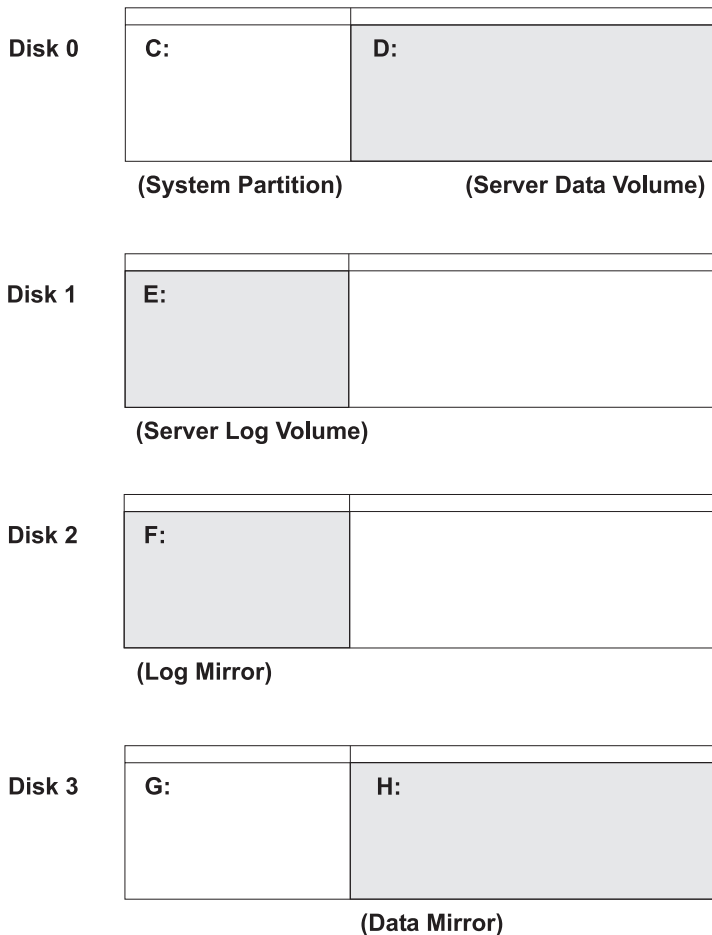 Disk 0
C:
D:
(System Partition)
(Server Data Volume)
Disk 1
E:
(Server Log Volume)
Disk 2
F:
(Log Mirror)
Disk 3
G:
H:
(Data Mirror)